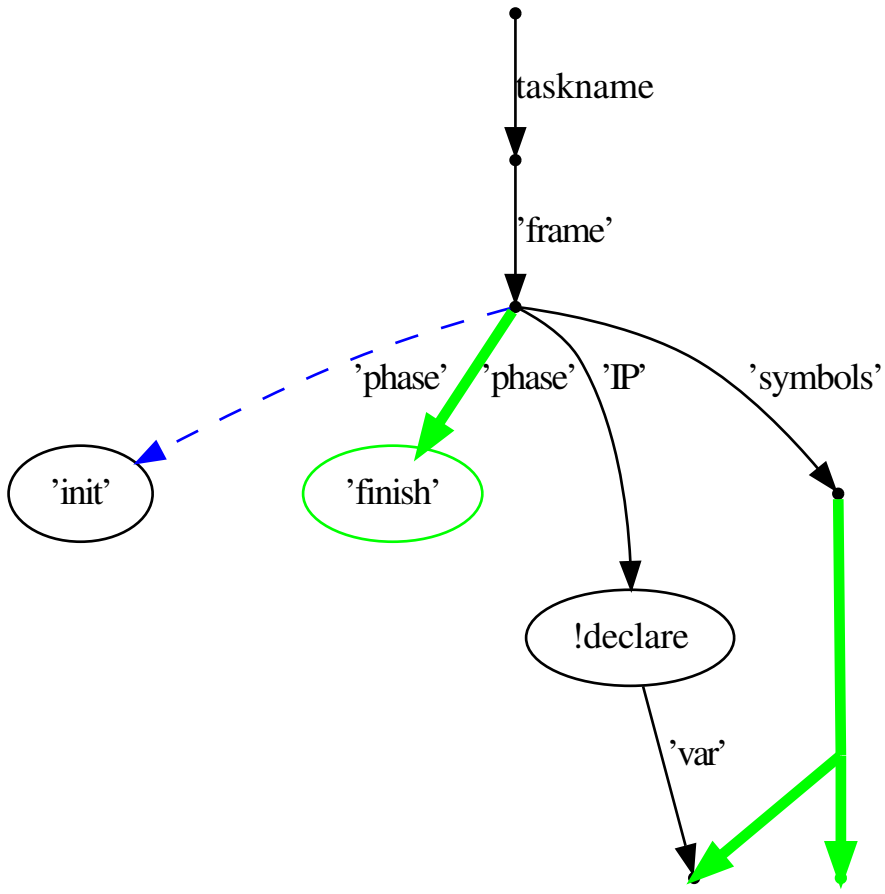 taskname
’frame’
’phase’
’phase’
’IP’
’symbols’
’init’
’finish’
!declare
’var’